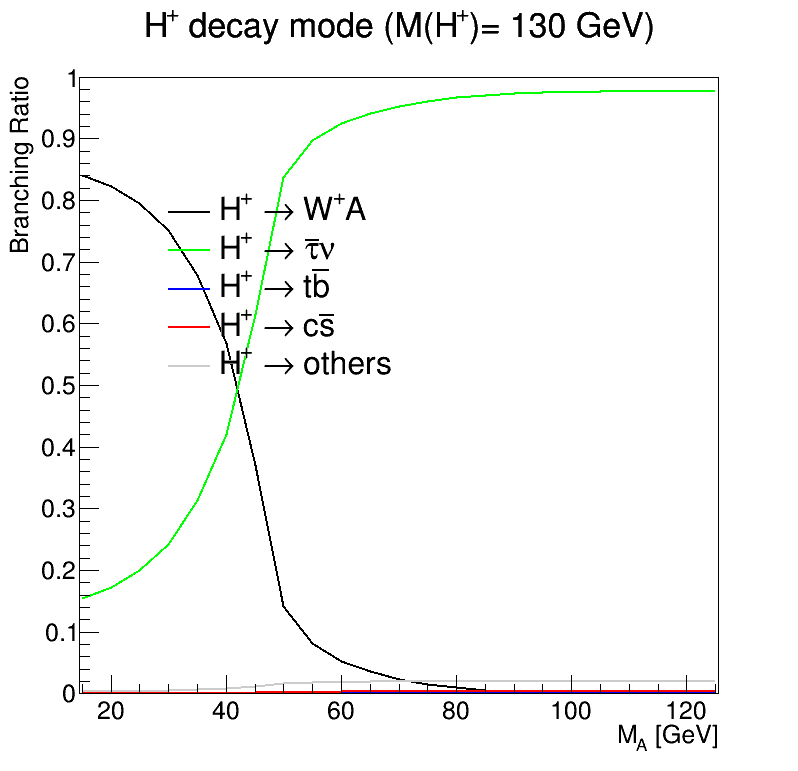 H⁺ decay mode (M(H⁺)= 130 GeV)
Branching Ratio
1
0.9
0.8
0.7
0.6
0.5
0.4
0.3
0.2
0.1
0
H⁺ → W⁺A
H⁺ → τ̅ν
H⁺ → tb̅
H⁺ → cs̅
H⁺ → others
20 40 60 80 100 120
M_A [GeV]